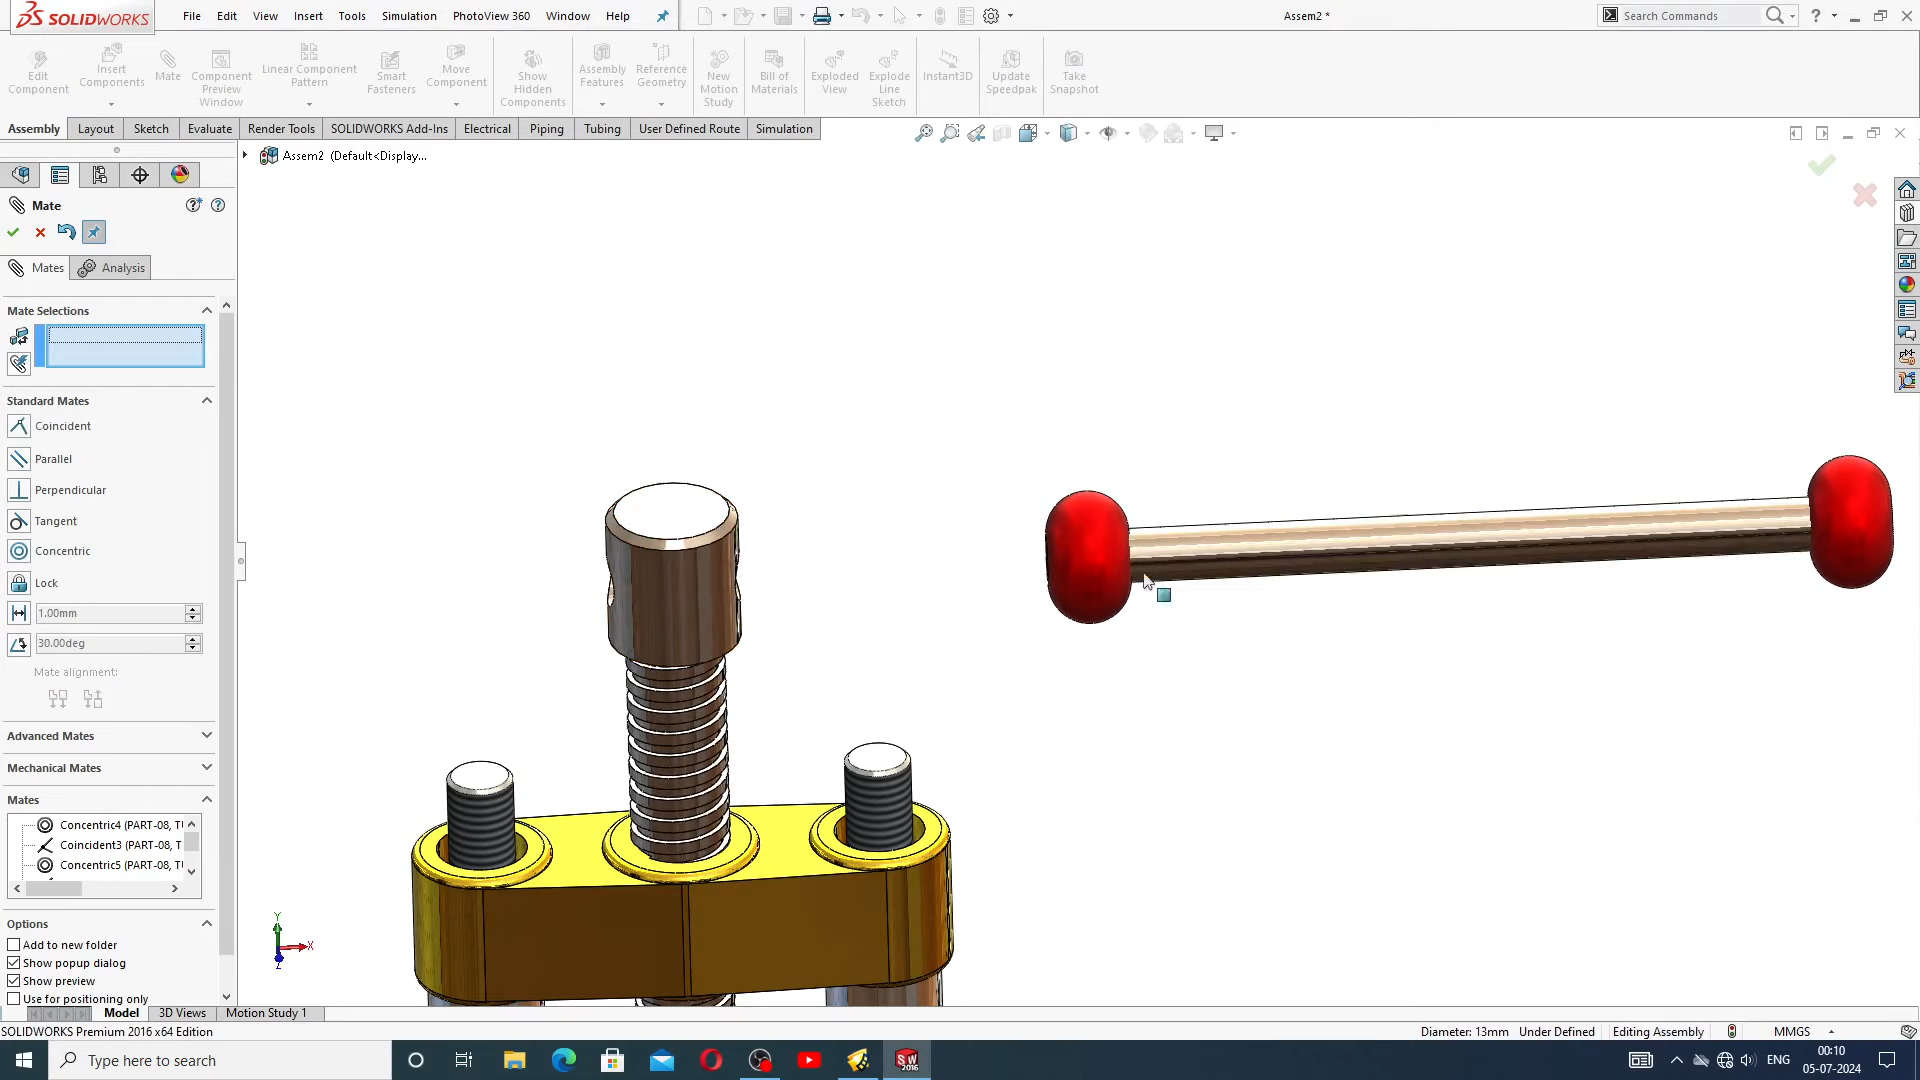 SOLIDWORKS File Edit View Insert Tools Simulation PhotoView 360 Window Help Assem2 * Search Commands ?
Edit Component
Insert Components
Mate
Component Preview Window
Linear Component Pattern
Smart Fasteners
Move Component
Show Hidden Components
Assembly Features
Reference Geometry
New Motion Study
Bill of Materials
Exploded View
Explode Line Sketch
Instant3D
Update Speedpak
Take Snapshot
Assembly Layout Sketch Evaluate Render Tools SOLIDWORKS Add-Ins Electrical Piping Tubing User Defined Route Simulation
Assem2 (Default<Display...
Mate
Mates Analysis
Mate Selections
Standard Mates
Coincident
Parallel
Perpendicular
Tangent
Concentric
Lock
1.00mm
30.00deg
Mate alignment:
Advanced Mates
Mechanical Mates
Mates
Concentric4 (PART-08, T
Coincident3 (PART-08, T
Concentric5 (PART-08, T
Options
Add to new folder
Show popup dialog
Show preview
Use for positioning only
Y
X
Z
Model 3D Views Motion Study 1
SOLIDWORKS Premium 2016 x64 Edition Diameter: 13mm Under Defined Editing Assembly MMGS
Type here to search SW 2016 ENG 00:10
05-07-2024